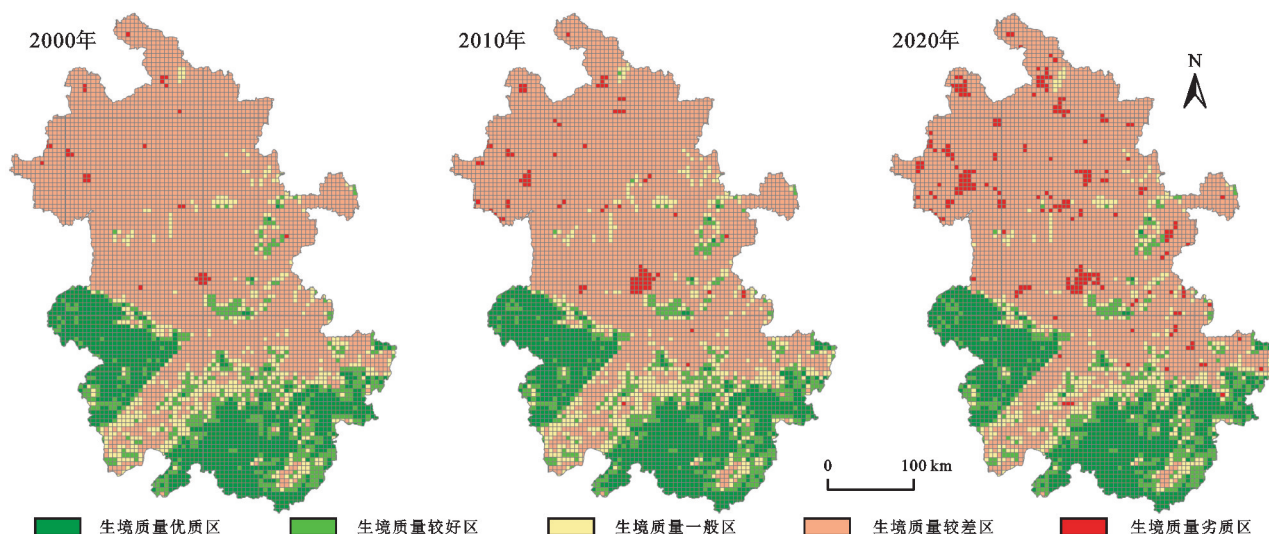 2000年
2010年
2020年
N
0 100 km
生境质量优质区
生境质量较好区
生境质量一般区
生境质量较差区
生境质量劣质区